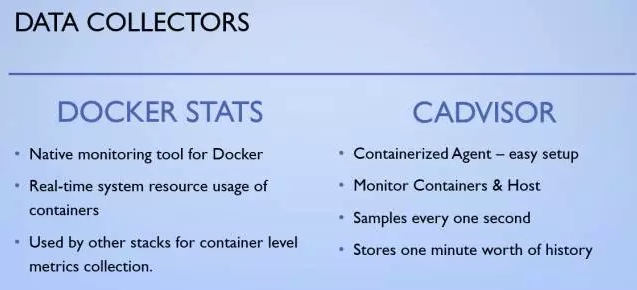 DATA COLLECTORS
DOCKER STATS
• Native monitoring tool for Docker
• Real-time system resource usage of
containers
• Used by other stacks for container level
metrics collection.
CADVISOR
• Containerized Agent – easy setup
• Monitor Containers & Host
• Samples every one second
• Stores one minute worth of history